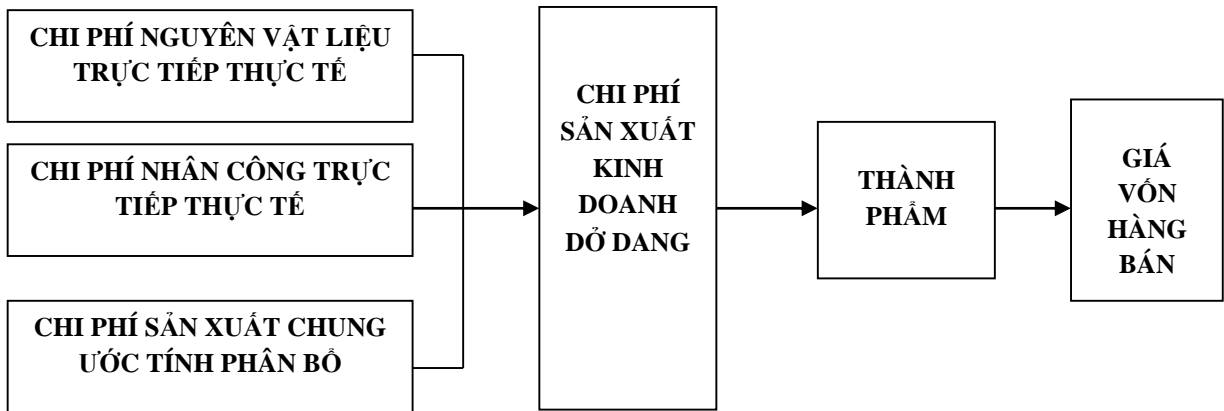 CHI PHÍ NGUYÊN VẬT LIỆU
TRỰC TIẾP THỰC TẾ
CHI PHÍ NHÂN CÔNG TRỰC
TIẾP THỰC TẾ
CHI PHÍ SẢN XUẤT CHUNG
ƯỚC TÍNH PHÂN BỔ
CHI PHÍ
SẢN XUẤT
KINH
DOANH
DỞ DANG
THÀNH
PHẨM
GIÁ
VỐN
HÀNG
BÁN